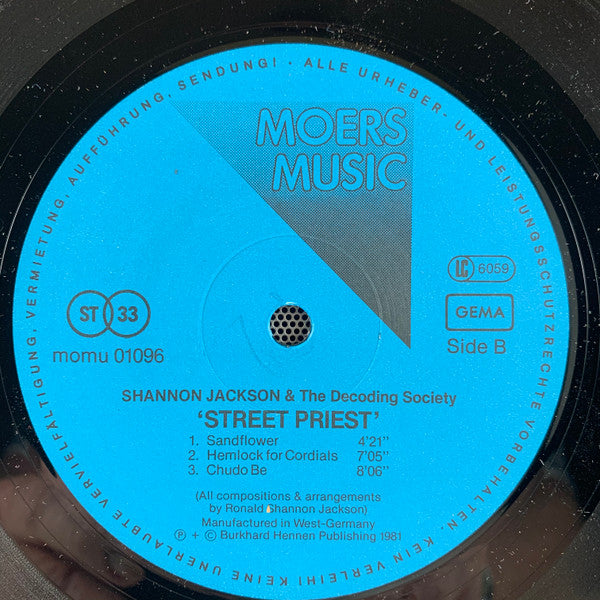 KEINE UNERLAUBTE VERVIELFÄLTIGUNG, VERMIETUNG, AUFFÜHRUNG, SENDUNG! · ALLE URHEBER- UND LEISTUNGSSCHUTZRECHTE VORBEHALTEN. KEIN VERLEIH!
MOERS
MUSIC
LC 6059
ST 33
GEMA
momu 01096
Side B
SHANNON JACKSON & The Decoding Society
'STREET PRIEST'
1. Sandflower 4'21"
2. Hemlock for Cordials 7'05"
3. Chudo Be 8'06"
(All compositions & arrangements
by Ronald Shannon Jackson)
Manufactured in West-Germany
Ⓟ + © Burkhard Hennen Publishing 1981